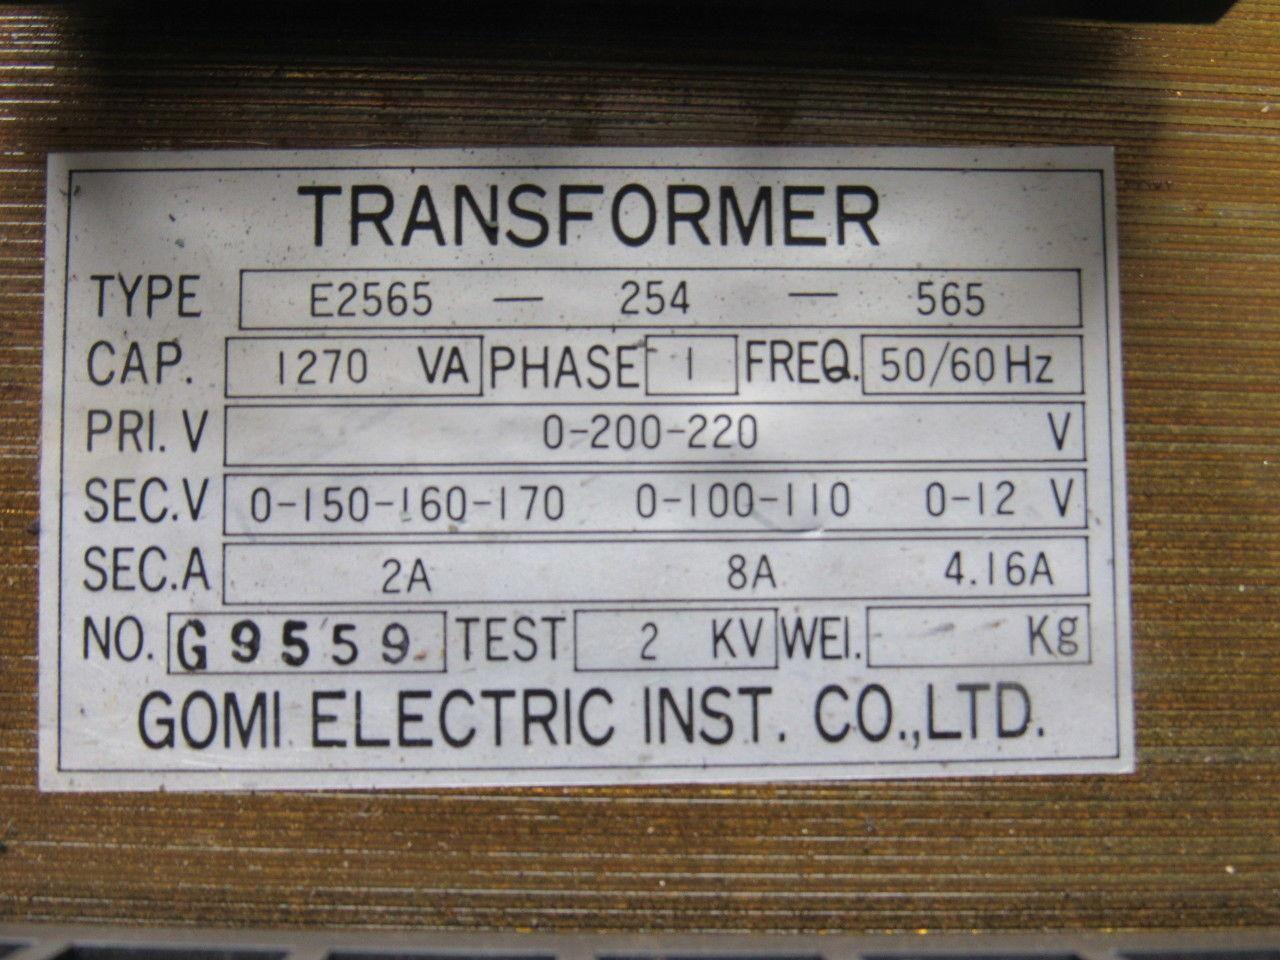 TRANSFORMER
TYPE E2565 — 254 — 565
CAP. 1270 VA PHASE 1 FREQ. 50/60 Hz
PRI. V 0-200-220 V
SEC.V 0-150-160-170 0-100-110 0-12 V
SEC.A 2A 8A 4.16A
NO. G9559 TEST 2 KV WEI. Kg
GOMI ELECTRIC INST. CO.,LTD.